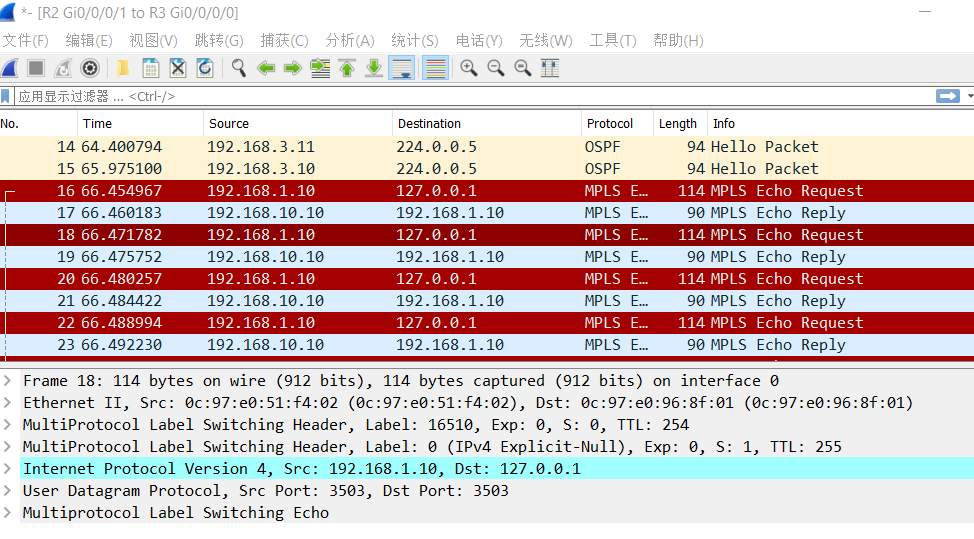 *- [R2 Gi0/0/0/1 to R3 Gi0/0/0/0]
文件(F) 编辑(E) 视图(V) 跳转(G) 捕获(C) 分析(A) 统计(S) 电话(Y) 无线(W) 工具(T) 帮助(H)
应用显示过滤器 … <Ctrl-/>
No. Time Source Destination Protocol Length Info
14 64.400794 192.168.3.11 224.0.0.5 OSPF 94 Hello Packet
15 65.975100 192.168.3.10 224.0.0.5 OSPF 94 Hello Packet
16 66.454967 192.168.1.10 127.0.0.1 MPLS E… 114 MPLS Echo Request
17 66.460183 192.168.10.10 192.168.1.10 MPLS E… 90 MPLS Echo Reply
18 66.471782 192.168.1.10 127.0.0.1 MPLS E… 114 MPLS Echo Request
19 66.475752 192.168.10.10 192.168.1.10 MPLS E… 90 MPLS Echo Reply
20 66.480257 192.168.1.10 127.0.0.1 MPLS E… 114 MPLS Echo Request
21 66.484422 192.168.10.10 192.168.1.10 MPLS E… 90 MPLS Echo Reply
22 66.488994 192.168.1.10 127.0.0.1 MPLS E… 114 MPLS Echo Request
23 66.492230 192.168.10.10 192.168.1.10 MPLS E… 90 MPLS Echo Reply
Frame 18: 114 bytes on wire (912 bits), 114 bytes captured (912 bits) on interface 0
Ethernet II, Src: 0c:97:e0:51:f4:02 (0c:97:e0:51:f4:02), Dst: 0c:97:e0:96:8f:01 (0c:97:e0:96:8f:01)
MultiProtocol Label Switching Header, Label: 16510, Exp: 0, S: 0, TTL: 254
MultiProtocol Label Switching Header, Label: 0 (IPv4 Explicit-Null), Exp: 0, S: 1, TTL: 255
Internet Protocol Version 4, Src: 192.168.1.10, Dst: 127.0.0.1
User Datagram Protocol, Src Port: 3503, Dst Port: 3503
Multiprotocol Label Switching Echo